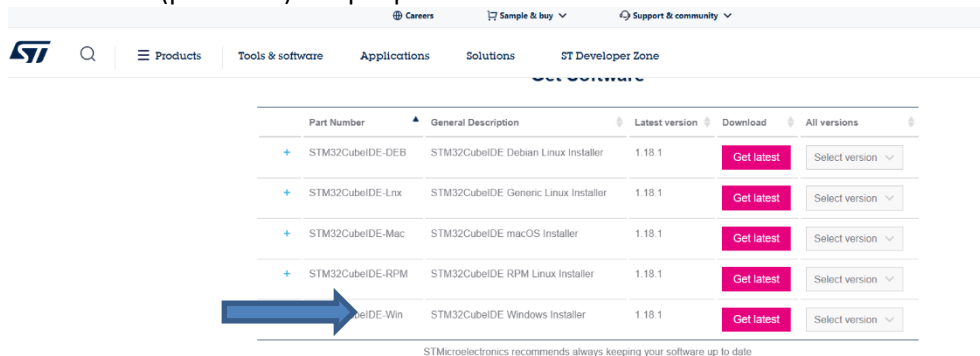 Careers Sample & buy Support & community
ST Products Tools & software Applications Solutions ST Developer Zone
Get Software
Part Number General Description Latest version Download All versions
+ STM32CubeIDE-DEB STM32CubeIDE Debian Linux Installer 1.18.1 Get latest Select version
+ STM32CubeIDE-Lnx STM32CubeIDE Generic Linux Installer 1.18.1 Get latest Select version
+ STM32CubeIDE-Mac STM32CubeIDE macOS Installer 1.18.1 Get latest Select version
+ STM32CubeIDE-RPM STM32CubeIDE RPM Linux Installer 1.18.1 Get latest Select version
beIDE-Win STM32CubeIDE Windows Installer 1.18.1 Get latest Select version
STMicroelectronics recommends always keeping your software up to date